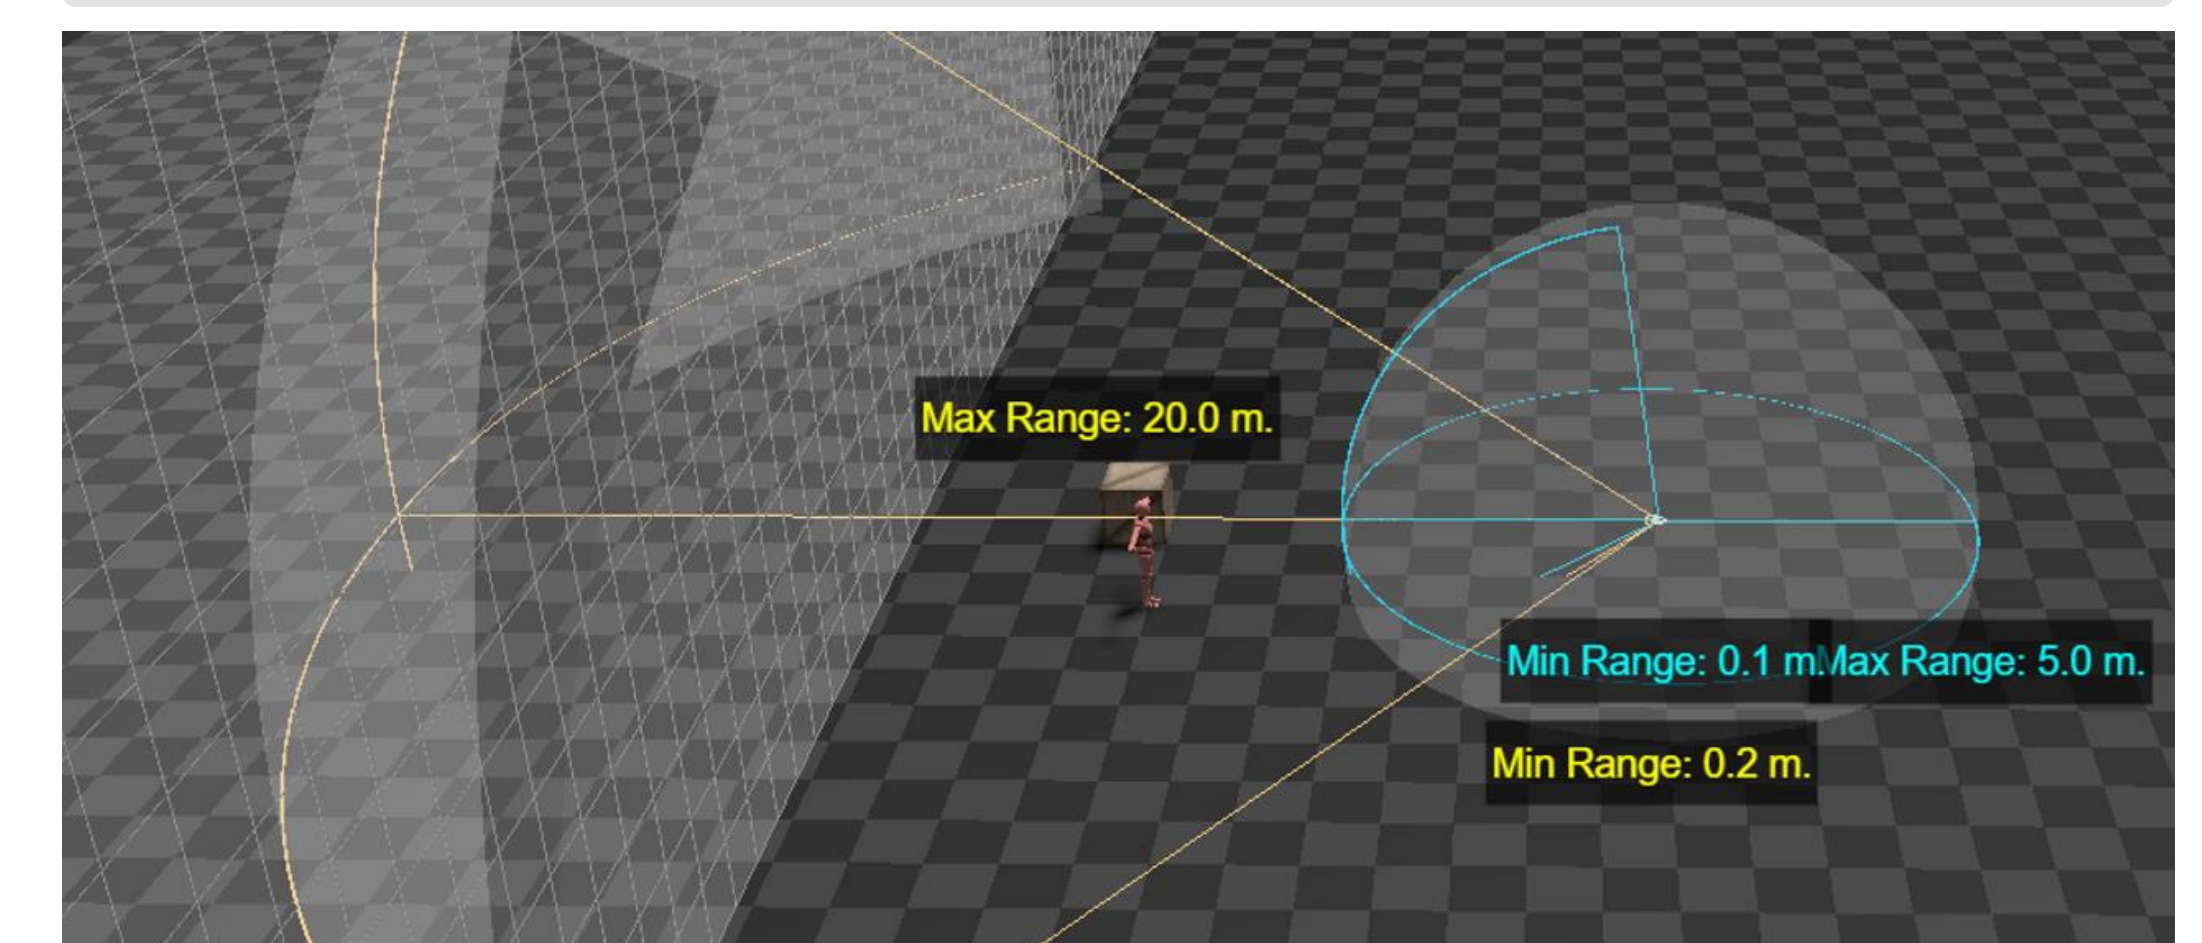 Max Range: 20.0 m.
Min Range: 0.1 m.
Max Range: 5.0 m.
Min Range: 0.2 m.